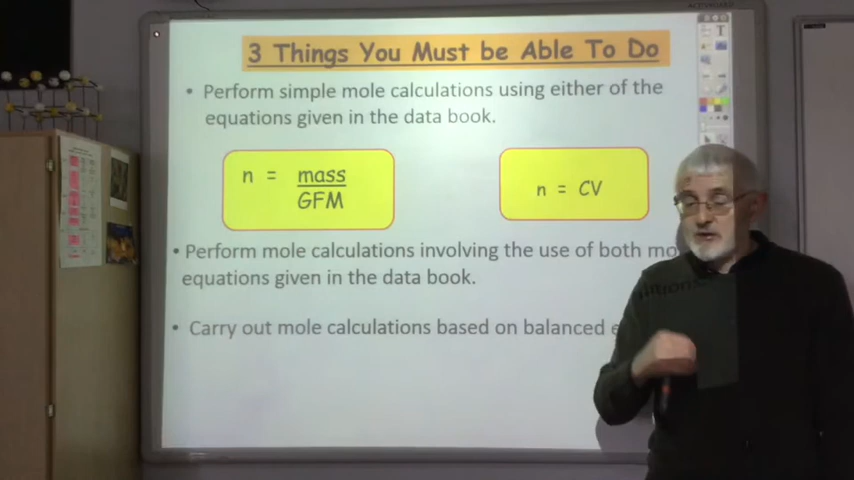 3 Things You Must be Able To Do
• Perform simple mole calculations using either of the
equations given in the data book.
n = mass
GFM
n = CV
• Perform mole calculations involving the use of both
equations given in the data book.
• Carry out mole calculations based on balanced